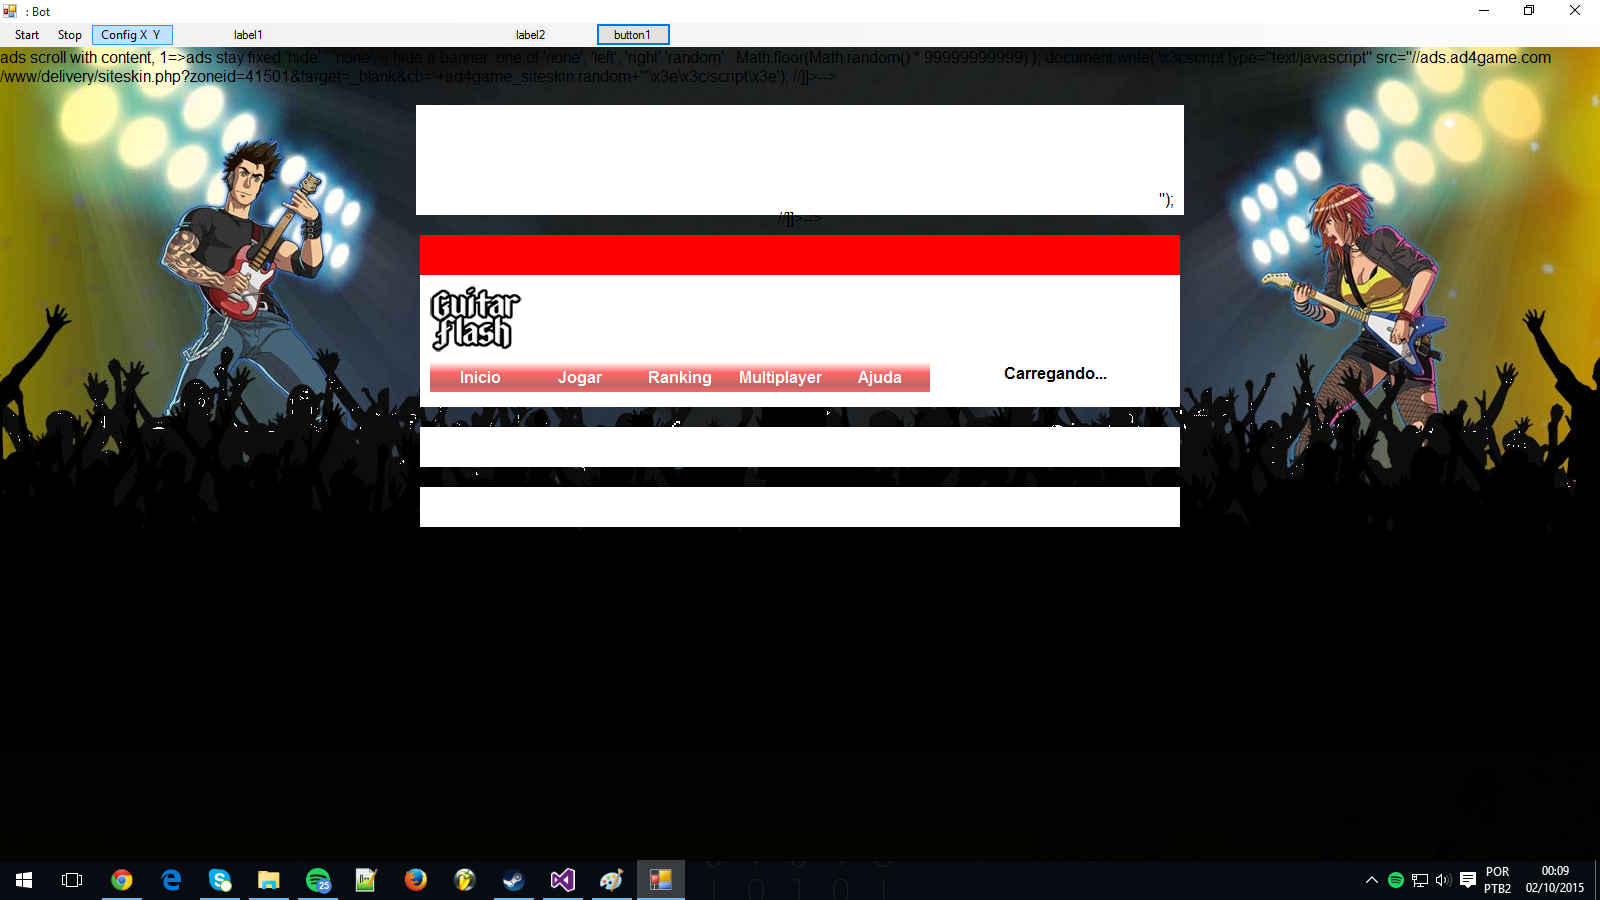 : Bot
Start Stop Config X Y label1 label2 button1
ads scroll with content, 1=>ads stay fixed 'hide' : 'none', // hide a banner: one of 'none', 'left', 'right' 'random' : Math.floor(Math.random() * 99999999999) }; document.write('\x3cscript type="text/javascript" src="//ads.ad4game.com
/www/delivery/siteskin.php?zoneid=41501&target=_blank&cb='+ad4game_siteskin.random+'"\x3e\x3c/script\x3e'); //]]>-->
");
//]]>-->
Guitar
Flash
Inicio Jogar Ranking Multiplayer Ajuda
Carregando...
25
POR
PTB2
00:09
02/10/2015